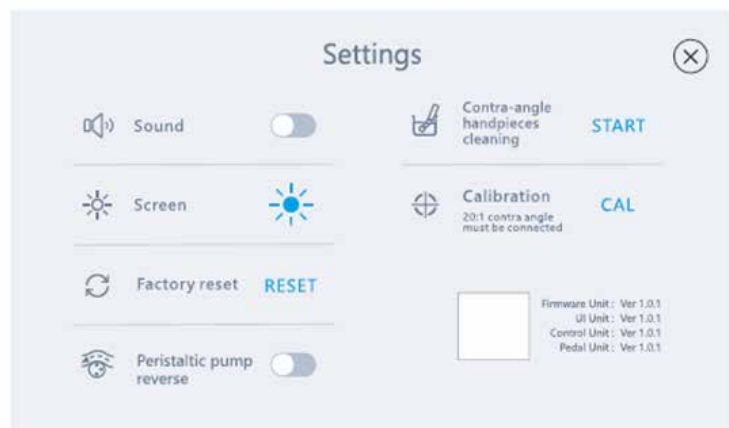 Settings
Sound
Screen
Factory reset RESET
Peristaltic pump
reverse
Contra-angle
handpieces
cleaning
START
Calibration
20:1 contra angle
must be connected
CAL
Firmware Unit : Ver 1.0.1
UI Unit : Ver 1.0.1
Control Unit : Ver 1.0.1
Pedal Unit : Ver 1.0.1